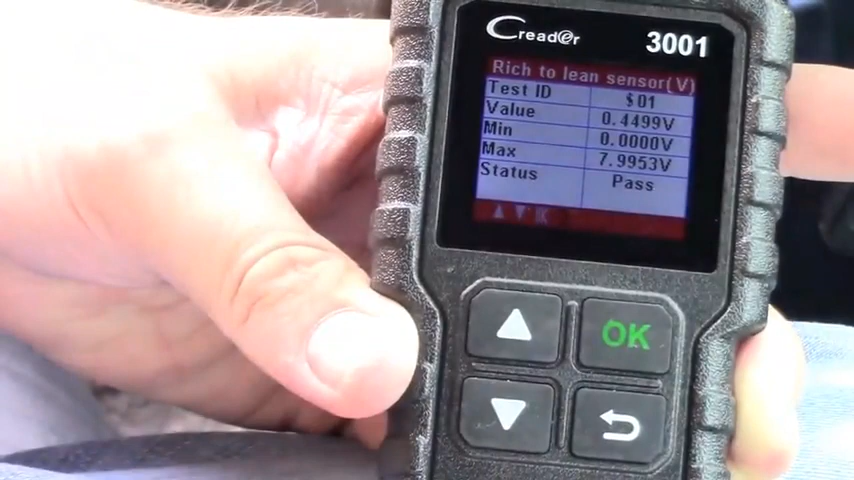 Creader
3001
Rich to lean sensor(V)
Test ID $01
Value 0.4499V
Min 0.0000V
Max 7.9953V
Status Pass
OK